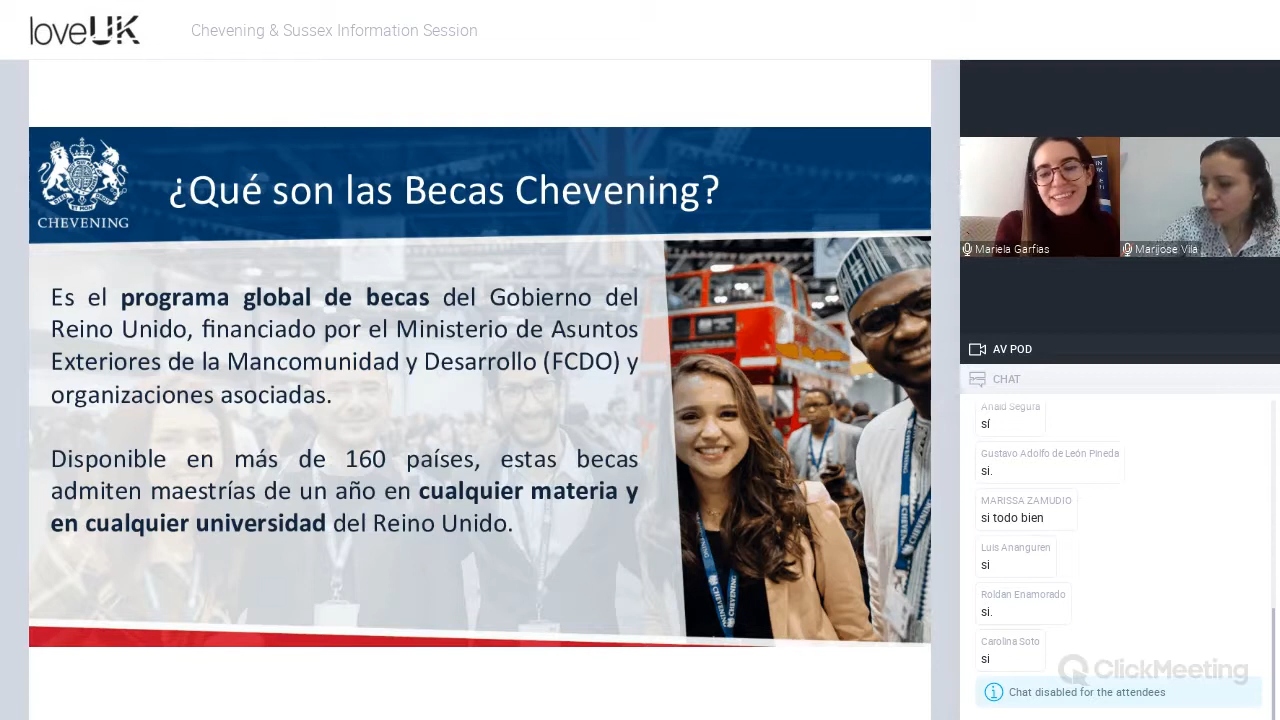 loveUK
Chevening & Sussex Information Session
CHEVENING
¿Qué son las Becas Chevening?
Es el programa global de becas del Gobierno del
Reino Unido, financiado por el Ministerio de Asuntos
Exteriores de la Mancomunidad y Desarrollo (FCDO) y
organizaciones asociadas.
Disponible en más de 160 países, estas becas
admiten maestrías de un año en cualquier materia y
en cualquier universidad del Reino Unido.
CHEVENING
CHEVENING
Mariela Garfias
Marijose Vila
AV POD
CHAT
Anaid Segura
sí
Gustavo Adolfo de León Pineda
si.
MARISSA ZAMUDIO
si todo bien
Luis Ananguren
si
Roldan Enamorado
si.
Carolina Soto
si
ClickMeeting
Chat disabled for the attendees